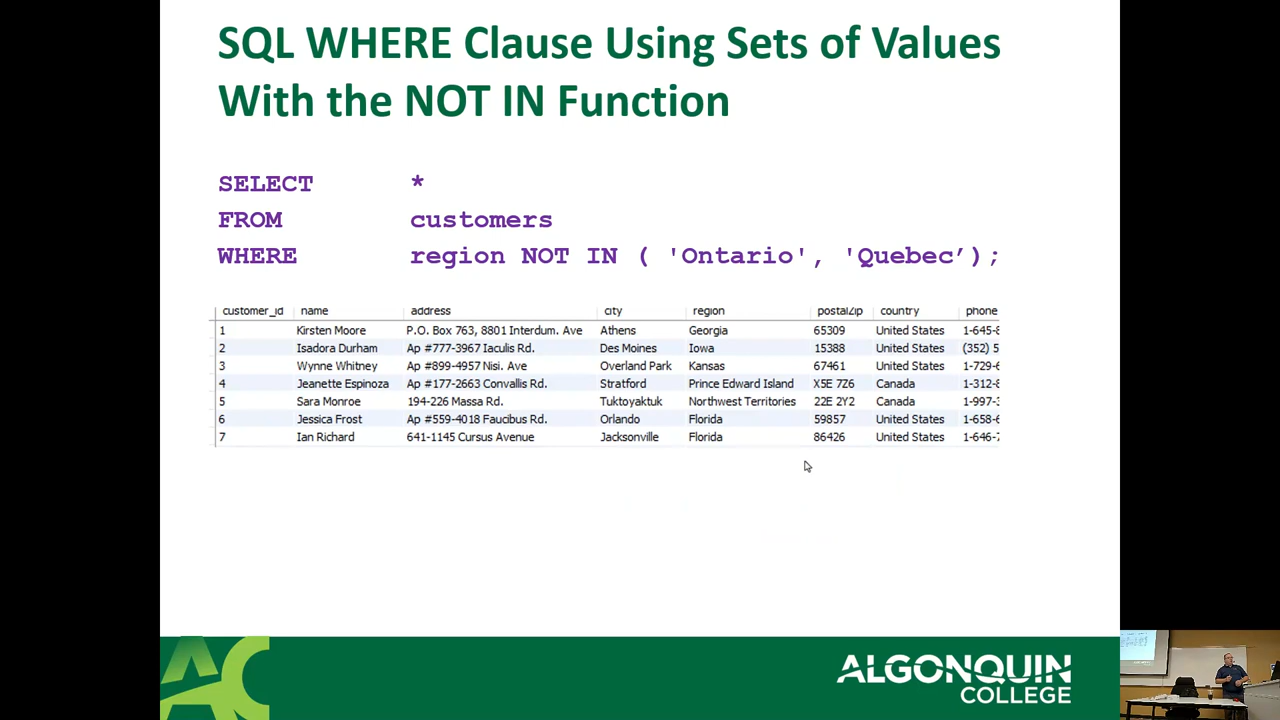 SQL WHERE Clause Using Sets of Values
With the NOT IN Function
SELECT *
FROM customers
WHERE region NOT IN ( 'Ontario', 'Quebec’);
customer_id name address city region postalZip country phone
1 Kirsten Moore P.O. Box 763, 8801 Interdum. Ave Athens Georgia 65309 United States 1-645-8
2 Isadora Durham Ap #777-3967 Iaculis Rd. Des Moines Iowa 15388 United States (352) 5
3 Wynne Whitney Ap #899-4957 Nisi. Ave Overland Park Kansas 67461 United States 1-729-6
4 Jeanette Espinoza Ap #177-2663 Convallis Rd. Stratford Prince Edward Island X5E 7Z6 Canada 1-312-8
5 Sara Monroe 194-226 Massa Rd. Tuktoyaktuk Northwest Territories 22E 2Y2 Canada 1-997-3
6 Jessica Frost Ap #559-4018 Faucibus Rd. Orlando Florida 59857 United States 1-658-6
7 Ian Richard 641-1145 Cursus Avenue Jacksonville Florida 86426 United States 1-646-7
AC
ALGONQUIN
COLLEGE